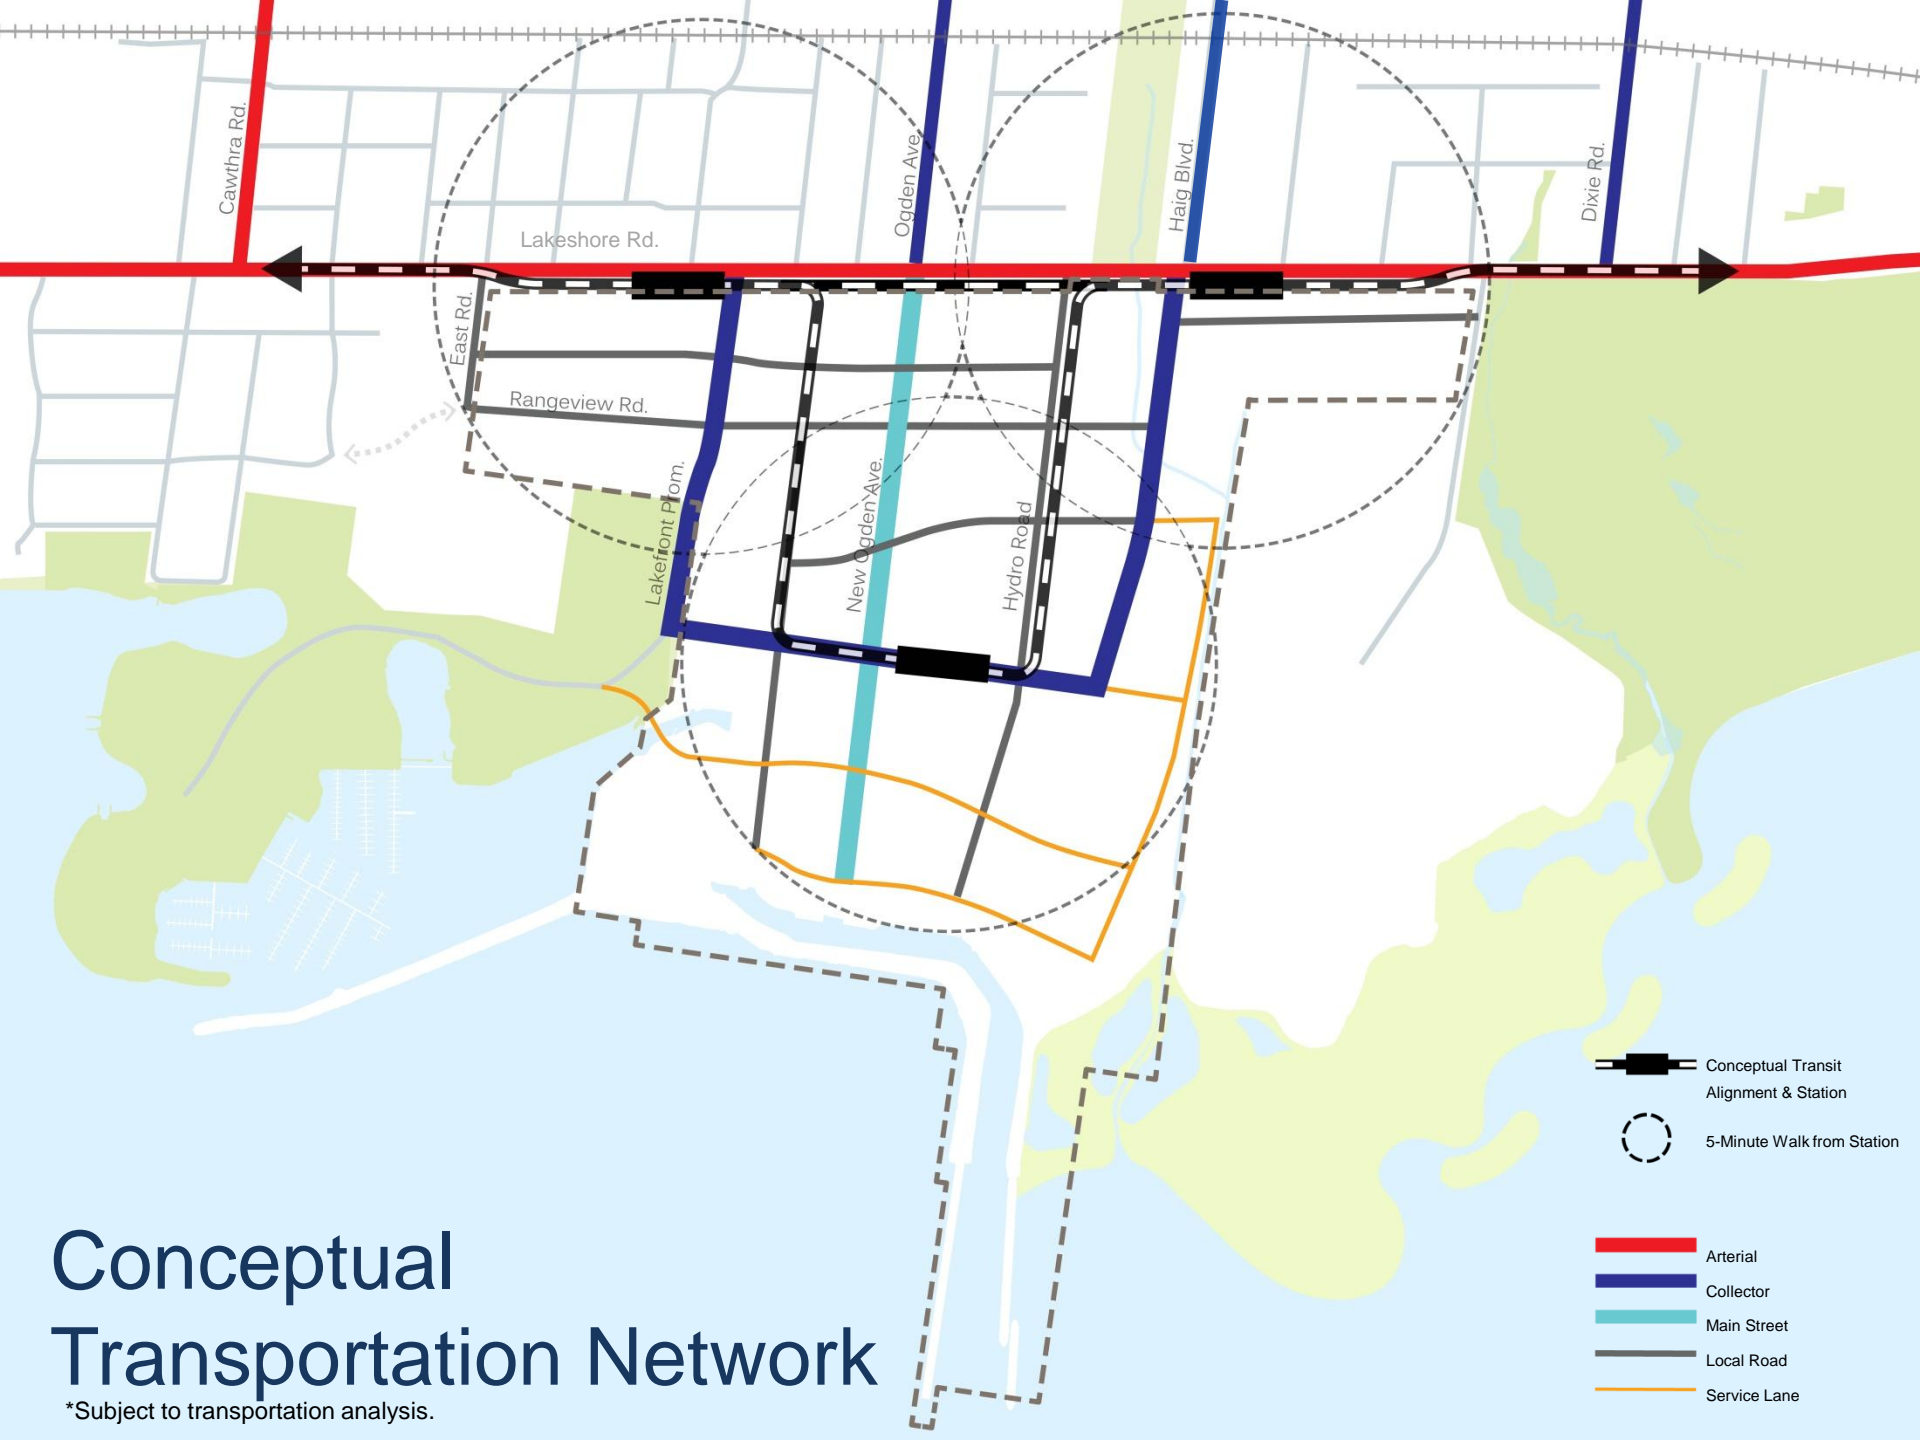 Cawthra Rd.
Ogden Ave.
Haig Blvd.
Dixie Rd.
Lakeshore Rd.
East Rd.
Rangeview Rd.
Lakefront Prom.
New Ogden Ave.
Hydro Road
Conceptual Transit
Alignment & Station
5-Minute Walk from Station
Arterial
Collector
Main Street
Local Road
Service Lane
Conceptual
Transportation Network
*Subject to transportation analysis.